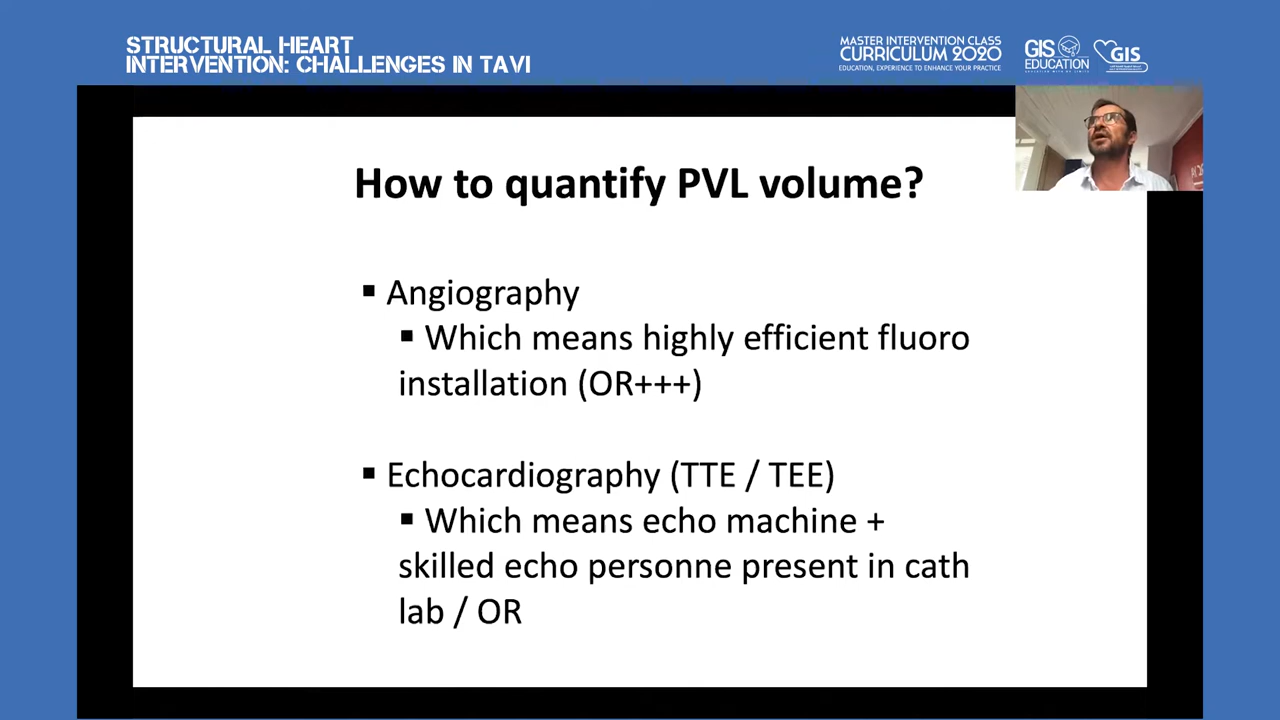 STRUCTURAL HEART
INTERVENTION: CHALLENGES IN TAVI
MASTER INTERVENTION CLASS
CURRICULUM 2020
EDUCATION, EXPERIENCE TO ENHANCE YOUR PRACTICE
GIS
EDUCATION
GIS
How to quantify PVL volume?
▪ Angiography
▪ Which means highly efficient fluoro
installation (OR+++)
▪ Echocardiography (TTE / TEE)
▪ Which means echo machine +
skilled echo personne present in cath
lab / OR